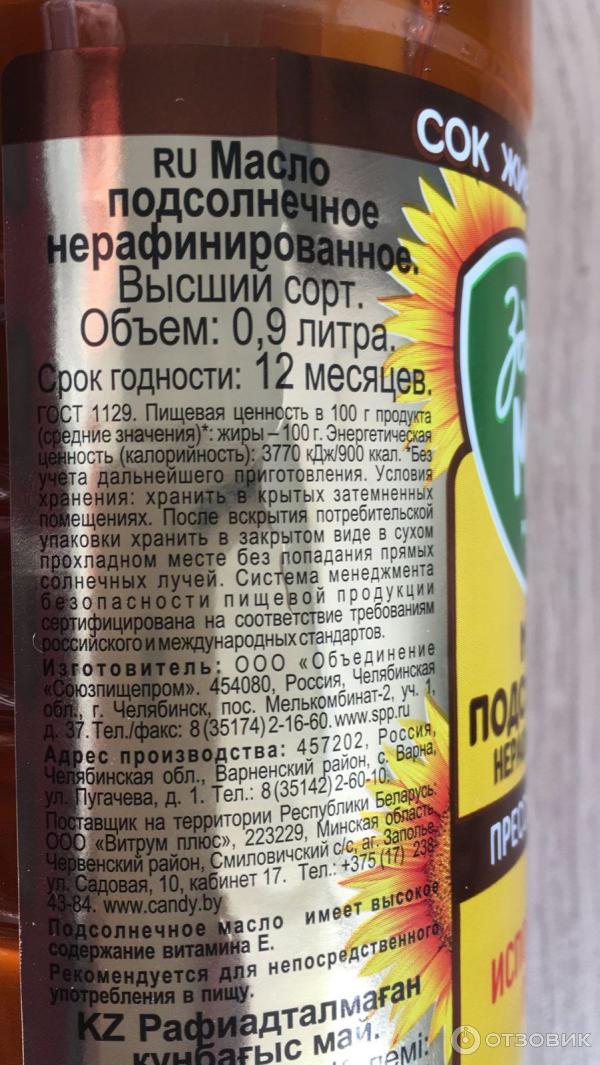 RU Масло
подсолнечное
нерафинированное.
Высший сорт.
Объем: 0,9 литра.
Срок годности: 12 месяцев.
ГОСТ 1129. Пищевая ценность в 100 г продукта
(средние значения)*: жиры – 100 г. Энергетическая
ценность (калорийность): 3770 кДж/900 ккал. *Без
учета дальнейшего приготовления. Условия
хранения: хранить в крытых затемненных
помещениях. После вскрытия потребительской
упаковки хранить в закрытом виде в сухом
прохладном месте без попадания прямых
солнечных лучей. Система менеджмента
безопасности пищевой продукции
сертифицирована на соответствие требованиям
российского и международных стандартов.
Изготовитель: ООО «Объединение
«Союзпищепром». 454080, Россия, Челябинская
обл., г. Челябинск, пос. Мелькомбинат-2, уч. 1,
д. 37. Тел./факс: 8 (35174) 2-16-60. www.spp.ru
Адрес производства: 457202, Россия,
Челябинская обл., Варненский район, с. Варна,
ул. Пугачева, д. 1. Тел.: 8 (35142) 2-60-10.
Поставщик на территории Республики Беларусь:
ООО «Витрум плюс», 223229, Минская область,
Червенский район, Смиловичский с/с, аг. Заполье,
ул. Садовая, 10, кабинет 17. Тел.: +375 (17) 238-
43-84. www.candy.by
Подсолнечное масло имеет высокое
содержание витамина Е.
Рекомендуется для непосредственного
употребления в пищу.
KZ Рафиадталмаған
күнбағыс май.
СОК
ПОДС
НЕРА
ПРЕС
ИСП
ОТЗОВИК